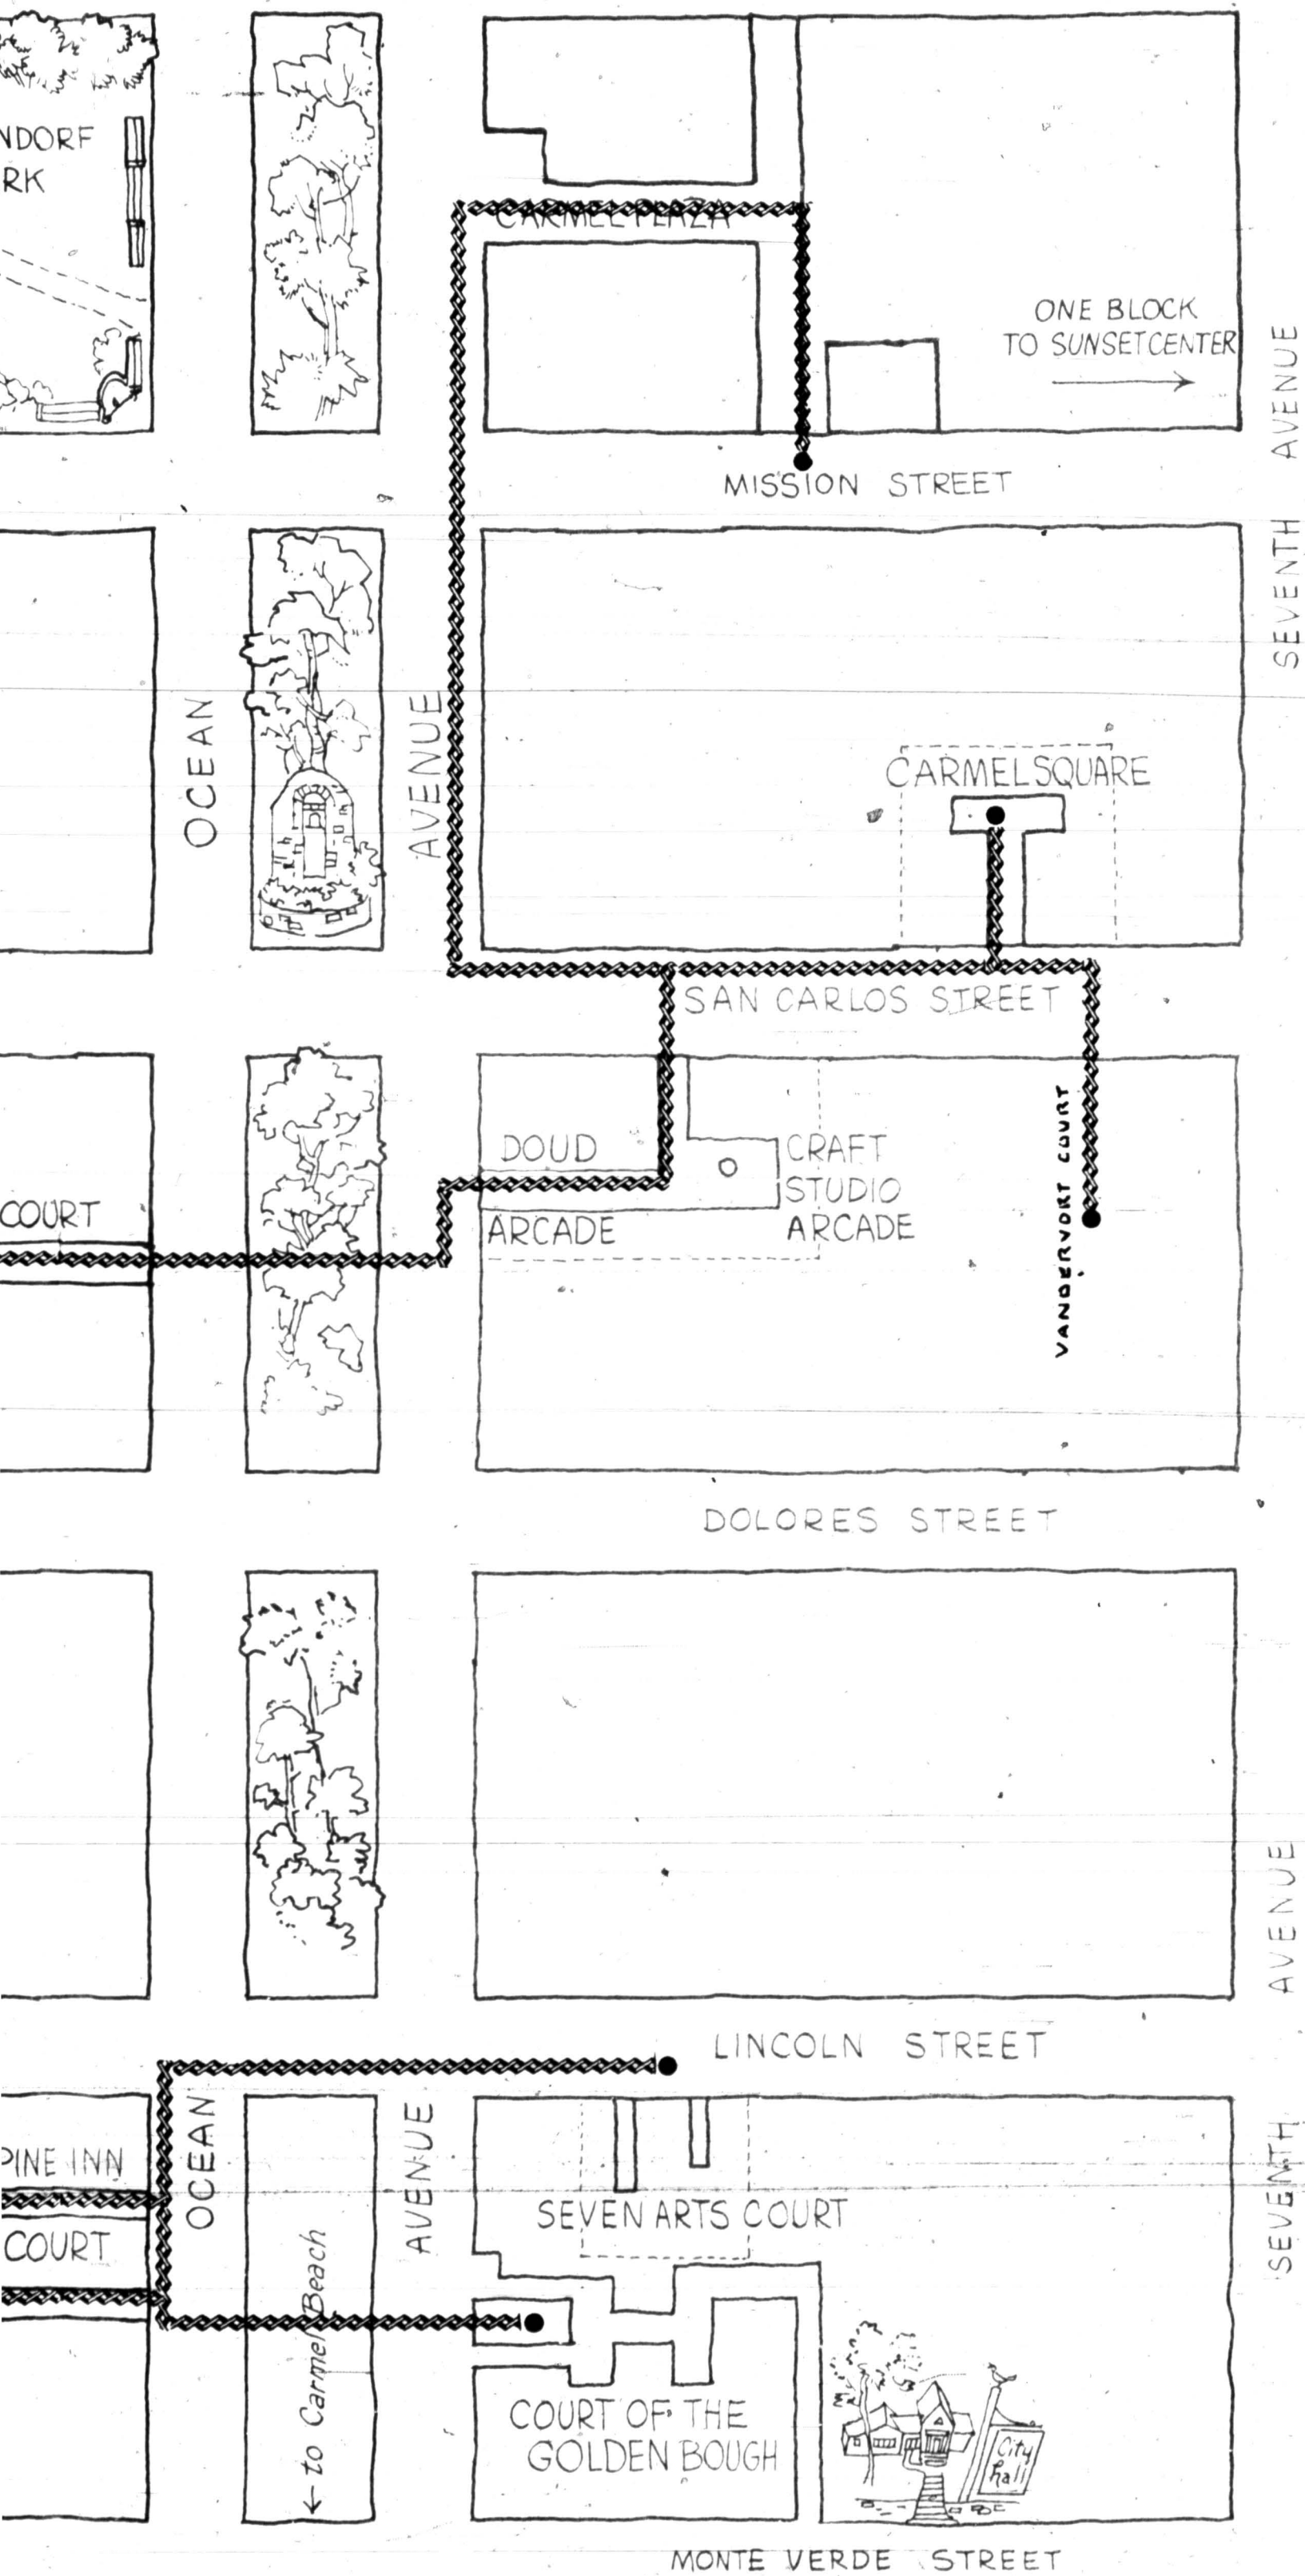 NDORF
RK
CARMEL PLAZA
ONE BLOCK
TO SUNSET CENTER
SEVENTH AVENUE
MISSION STREET
OCEAN AVENUE
CARMEL SQUARE
SAN CARLOS STREET
DOUD
ARCADE
CRAFT
STUDIO
ARCADE
VANDERVORT COURT
COURT
DOLORES STREET
LINCOLN STREET
SEVENTH AVENUE
PINE INN
COURT
OCEAN AVENUE
← to Carmel Beach
SEVEN ARTS COURT
COURT OF THE
GOLDEN BOUGH
City
hall
MONTE VERDE STREET